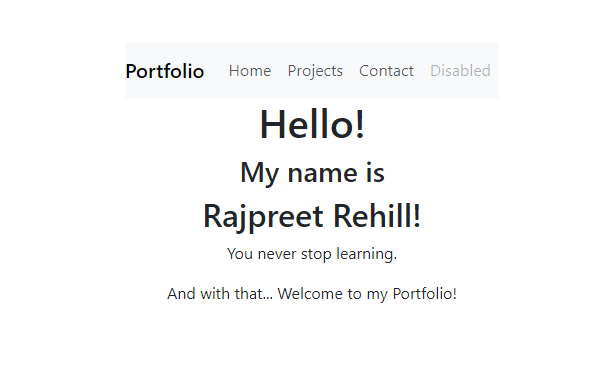 Portfolio Home Projects Contact Disabled
Hello!
My name is
Rajpreet Rehill!
You never stop learning.
And with that... Welcome to my Portfolio!